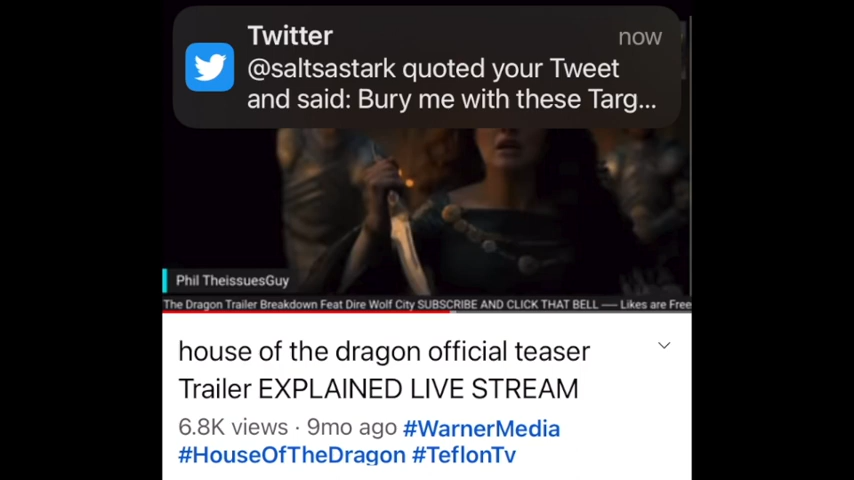 Twitter
now
@saltsastark quoted your Tweet
and said: Bury me with these Targ...
Phil TheissuesGuy
The Dragon Trailer Breakdown Feat Dire Wolf City SUBSCRIBE AND CLICK THAT BELL — Likes are Free
house of the dragon official teaser
Trailer EXPLAINED LIVE STREAM
6.8K views · 9mo ago #WarnerMedia
#HouseOfTheDragon #TeflonTv